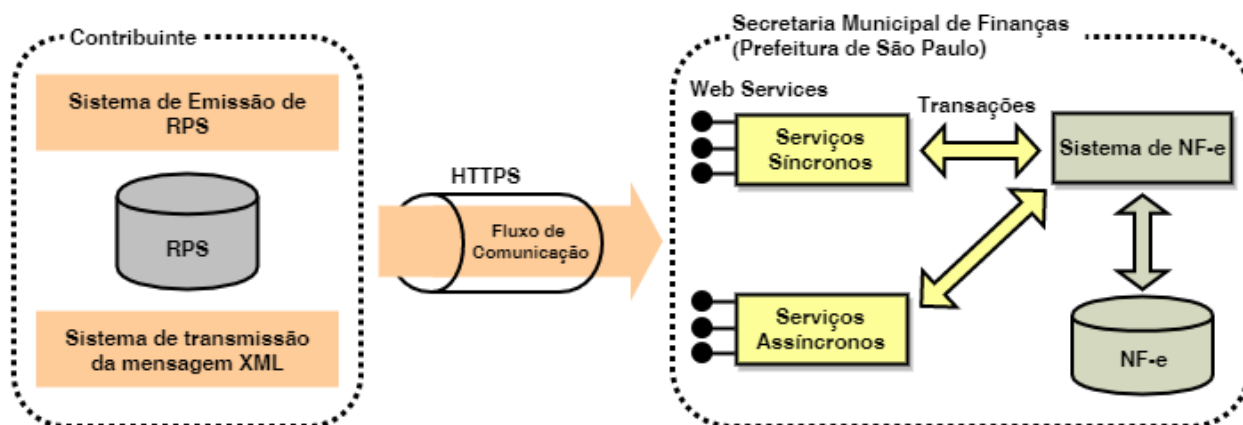 Contribuinte
Sistema de Emissão de
RPS
RPS
Sistema de transmissão
da mensagem XML
HTTPS
Fluxo de
Comunicação
Secretaria Municipal de Finanças
(Prefeitura de São Paulo)
Web Services
Transações
Serviços
Síncronos
Sistema de NF-e
Serviços
Assíncronos
NF-e